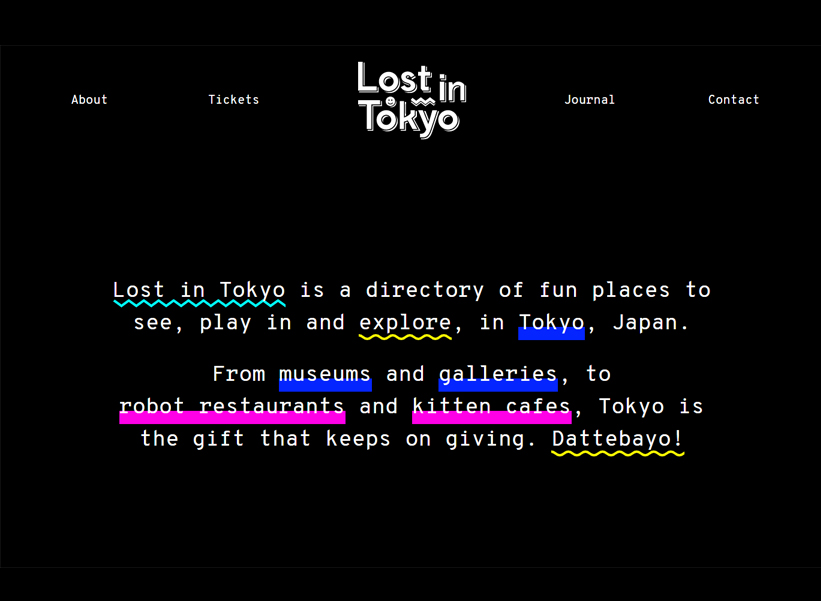 About
Tickets
Lost in
Tokyo
Journal
Contact
Lost in Tokyo is a directory of fun places to
see, play in and explore, in Tokyo, Japan.
From museums and galleries, to
robot restaurants and kitten cafes, Tokyo is
the gift that keeps on giving. Dattebayo!